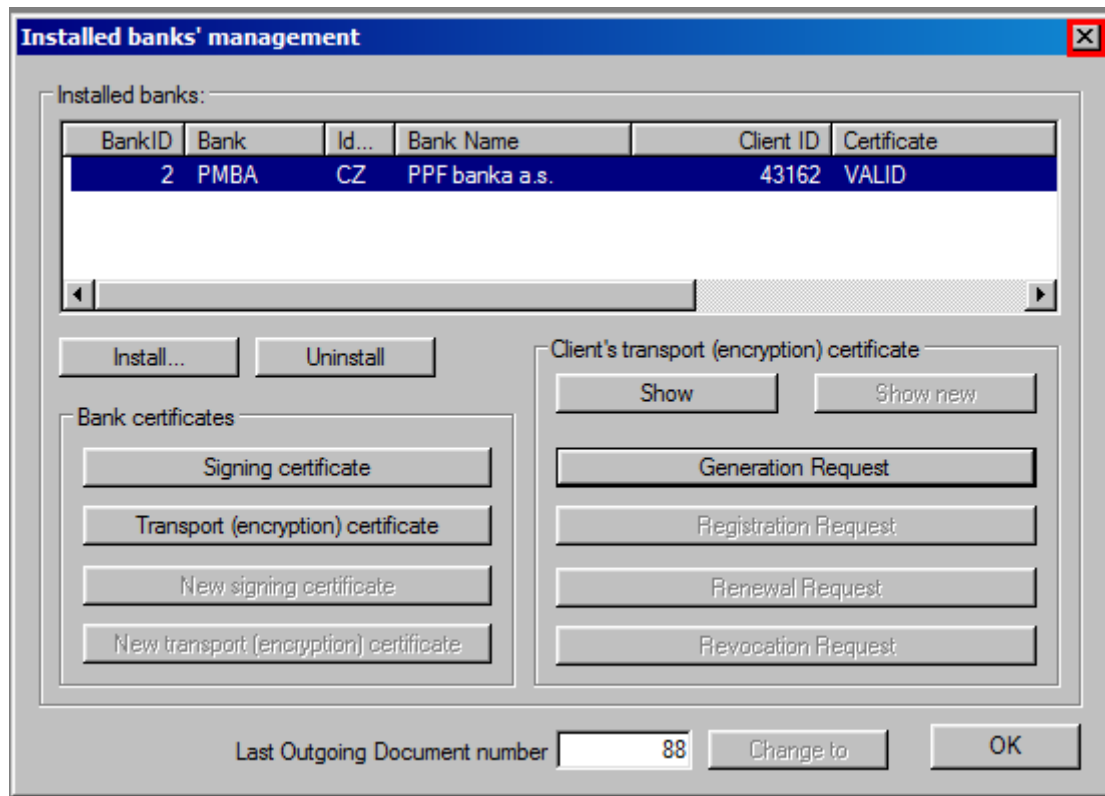 Installed banks' management
Installed banks:
BankID Bank Id... Bank Name Client ID Certificate
2 PMBA CZ PPF banka a.s. 43162 VALID
Install... Uninstall
Client's transport (encryption) certificate
Show Show new
Bank certificates
Signing certificate
Generation Request
Transport (encryption) certificate
Registration Request
New signing certificate
Renewal Request
New transport (encryption) certificate
Revocation Request
Last Outgoing Document number 88 Change to OK